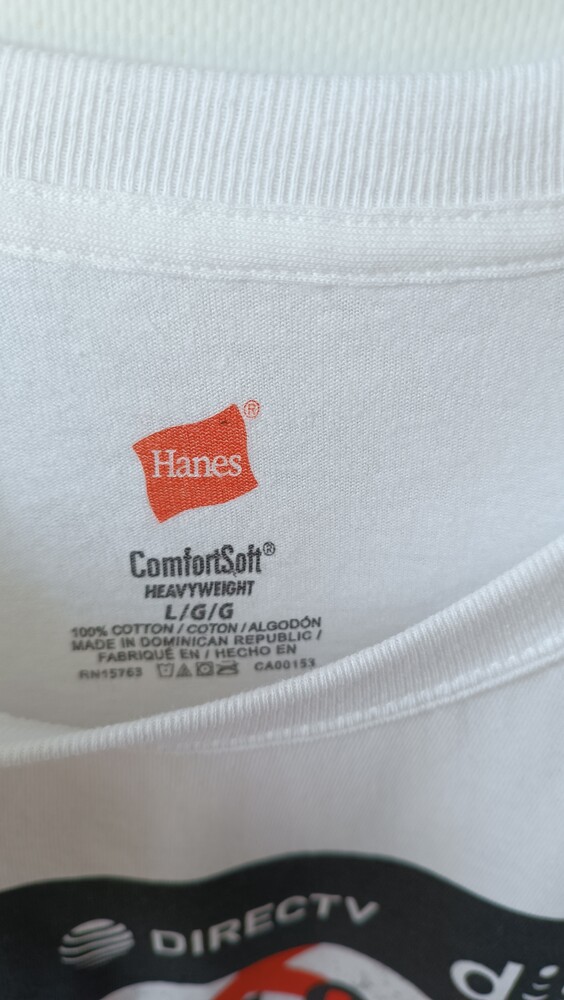 Hanes®
ComfortSoft®
HEAVYWEIGHT
L/G/G
100% COTTON / COTON / ALGODÓN
MADE IN DOMINICAN REPUBLIC /
FABRIQUÉ EN / HECHO EN
RN15763 CA00153
DIRECTV